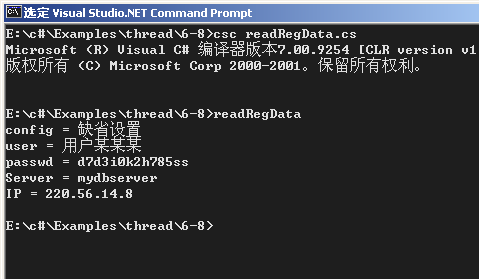 选定 Visual Studio.NET Command Prompt
E:\c#\Examples\thread\6-8>csc readRegData.cs
Microsoft (R) Visual C# 编译器版本7.00.9254 [CLR version v1
版权所有 (C) Microsoft Corp 2000-2001。保留所有权利。
E:\c#\Examples\thread\6-8>readRegData
config = 缺省设置
user = 用户某某某
passwd = d7d3i0k2h785ss
Server = mydbserver
IP = 220.56.14.8
E:\c#\Examples\thread\6-8>